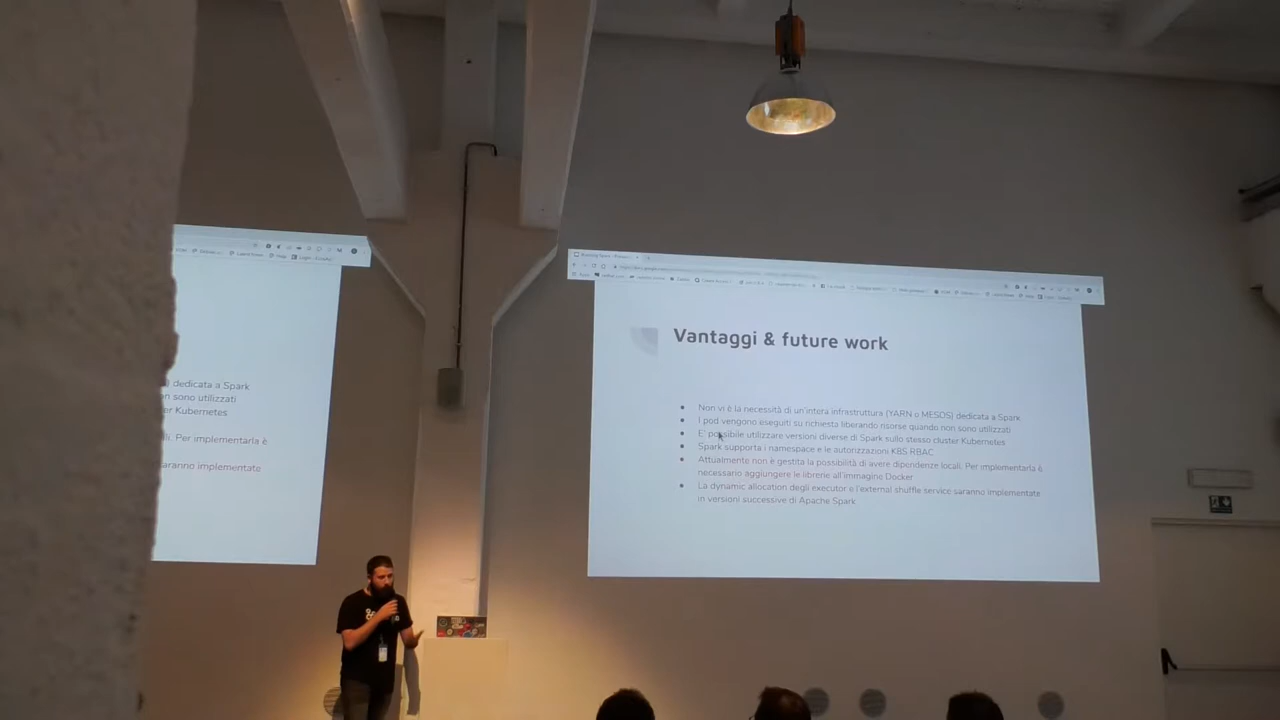 ) dedicata a Spark
on sono utilizzati
er Kubernetes
li. Per implementarla è
saranno implementate
Vantaggi & future work
Non vi è la necessità di un'intera infrastruttura (YARN o MESOS) dedicata a Spark
I pod vengono eseguiti su richiesta liberando risorse quando non sono utilizzati
E' possibile utilizzare versioni diverse di Spark sullo stesso cluster Kubernetes
Spark supporta i namespace e le autorizzazioni K8S RBAC
Attualmente non è gestita la possibilità di avere dipendenze locali. Per implementarla è
necessario aggiungere le librerie all'immagine Docker
La dynamic allocation degli executor e l'external shuffle service saranno implementate
in versioni successive di Apache Spark